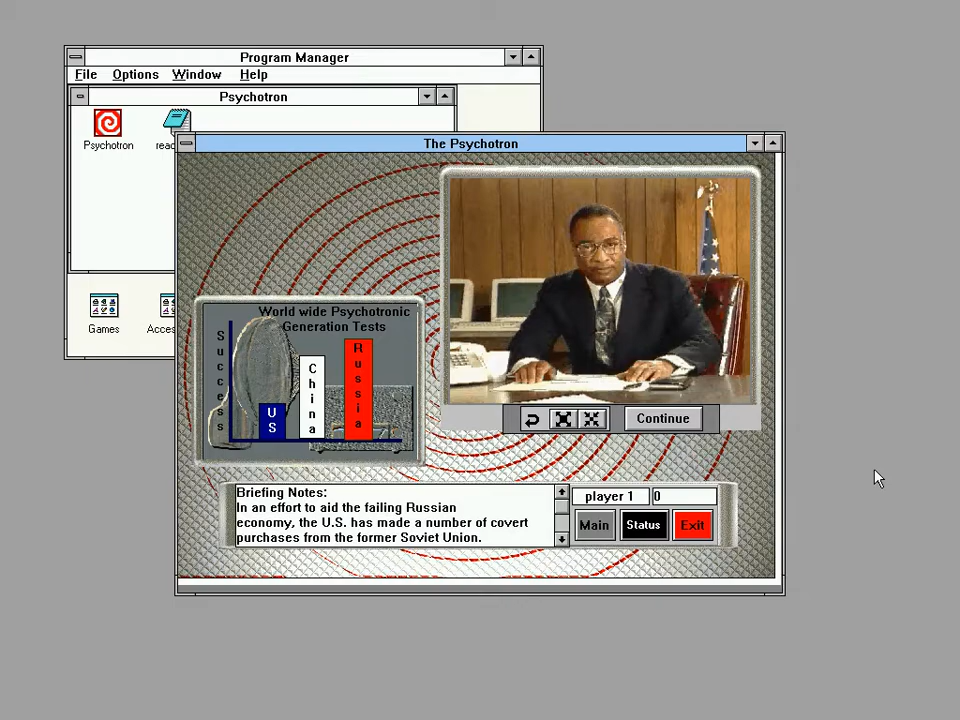 Program Manager
File Options Window Help
Psychotron
Psychotron
The Psychotron
Games
World wide Psychotronic
Generation Tests
Success
US
China
Russia
Continue
Briefing Notes:
In an effort to aid the failing Russian
economy, the U.S. has made a number of covert
purchases from the former Soviet Union.
player 1 0
Main Status Exit